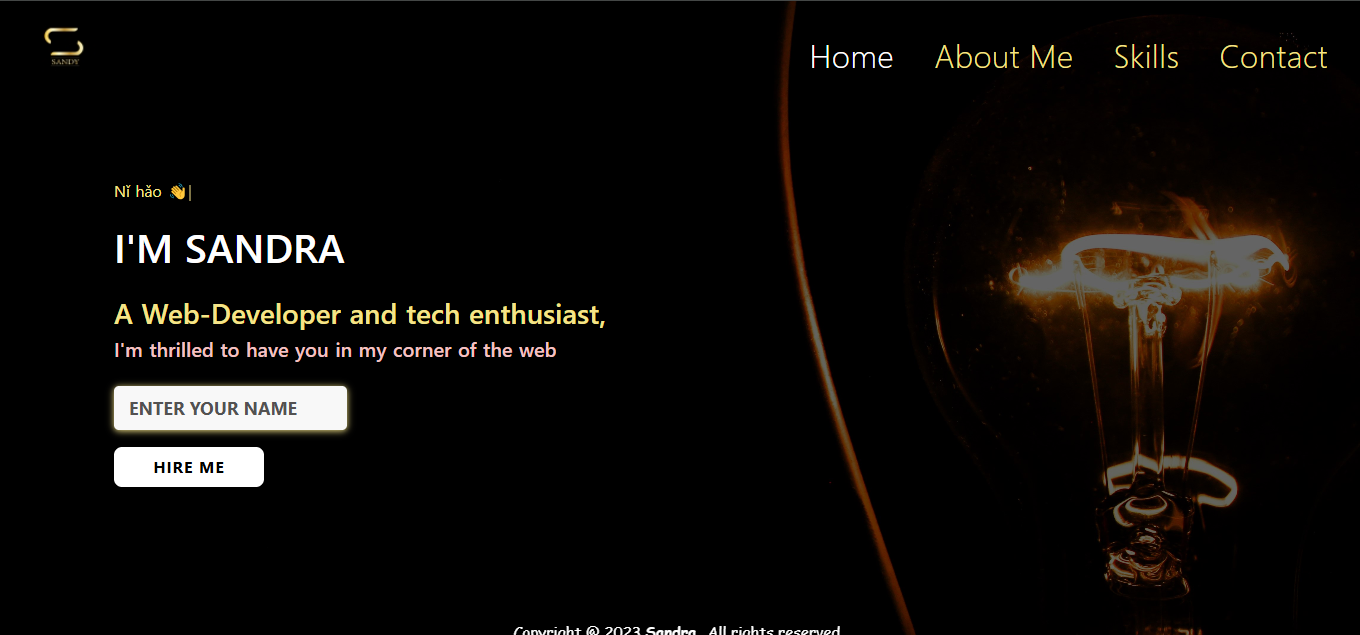 SANDY
Home About Me Skills Contact
Nǐ hǎo 👋|
I'M SANDRA
A Web-Developer and tech enthusiast,
I'm thrilled to have you in my corner of the web
ENTER YOUR NAME
HIRE ME
Copyright @ 2023 Sandra. All rights reserved